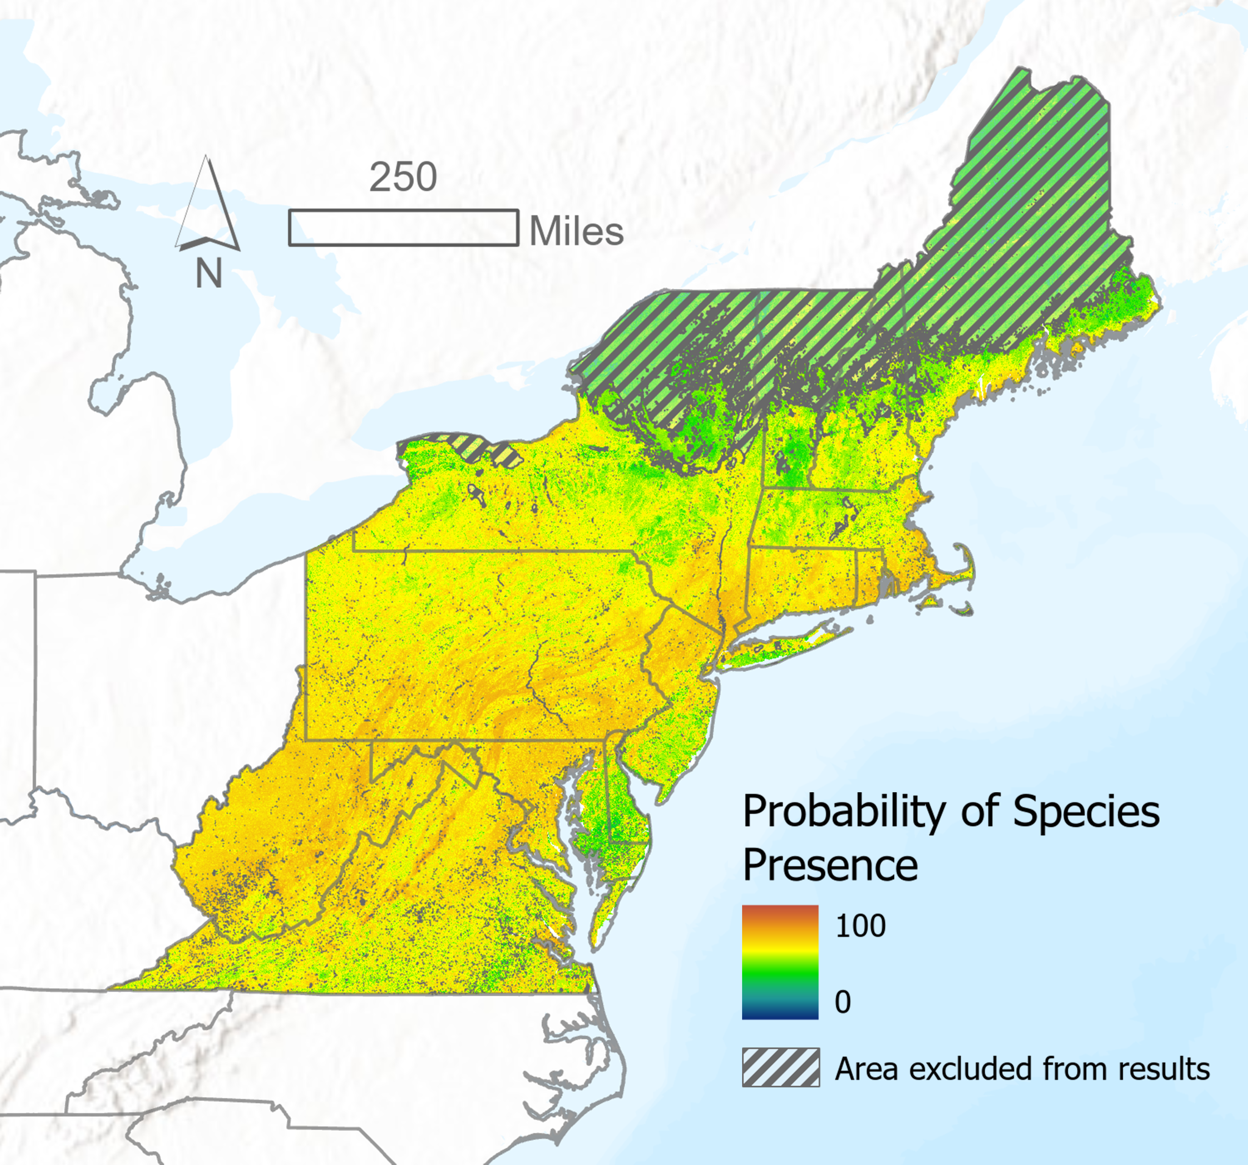 250
Miles
N
Probability of Species
Presence
100
0
Area excluded from results